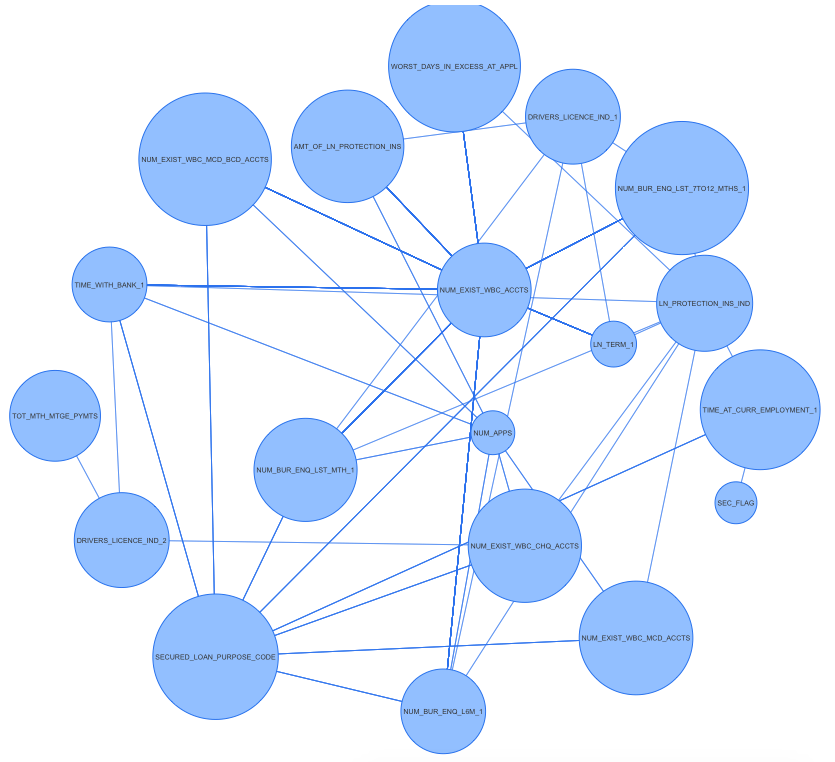 WORST_DAYS_IN_EXCESS_AT_APPL
DRIVERS_LICENCE_IND_1
AMT_OF_LN_PROTECTION_INS
NUM_EXIST_WBC_MCD_BCD_ACCTS
NUM_BUR_ENQ_LST_7TO12_MTHS_1
TIME_WITH_BANK_1
NUM_EXIST_WBC_ACCTS
LN_PROTECTION_INS_IND
LN_TERM_1
TIME_AT_CURR_EMPLOYMENT_1
TOT_MTH_MTGE_PYMTS
NUM_APPS
NUM_BUR_ENQ_LST_MTH_1
SEC_FLAG
DRIVERS_LICENCE_IND_2
NUM_EXIST_WBC_CHQ_ACCTS
NUM_EXIST_WBC_MCD_ACCTS
SECURED_LOAN_PURPOSE_CODE
NUM_BUR_ENQ_L6M_1